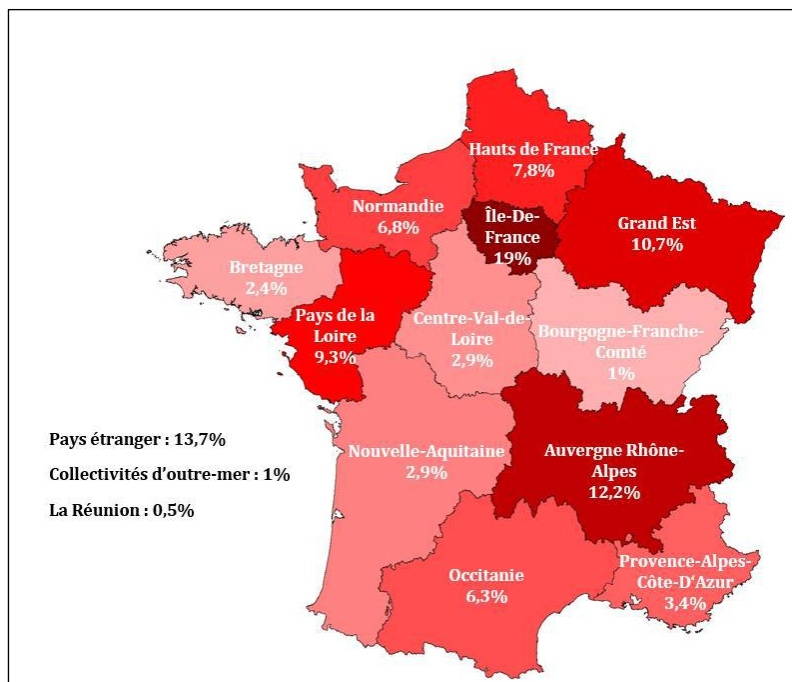 Hauts de France
7,8%
Normandie
6,8%
Île-De-
France
19%
Grand Est
10,7%
Bretagne
2,4%
Pays de la
Loire
9,3%
Centre-Val-de-
Loire
2,9%
Bourgogne-Franche-
Comté
1%
Pays étranger : 13,7%
Collectivités d’outre-mer : 1%
La Réunion : 0,5%
Nouvelle-Aquitaine
2,9%
Auvergne Rhône-
Alpes
12,2%
Occitanie
6,3%
Provence-Alpes-
Côte-D‘Azur
3,4%